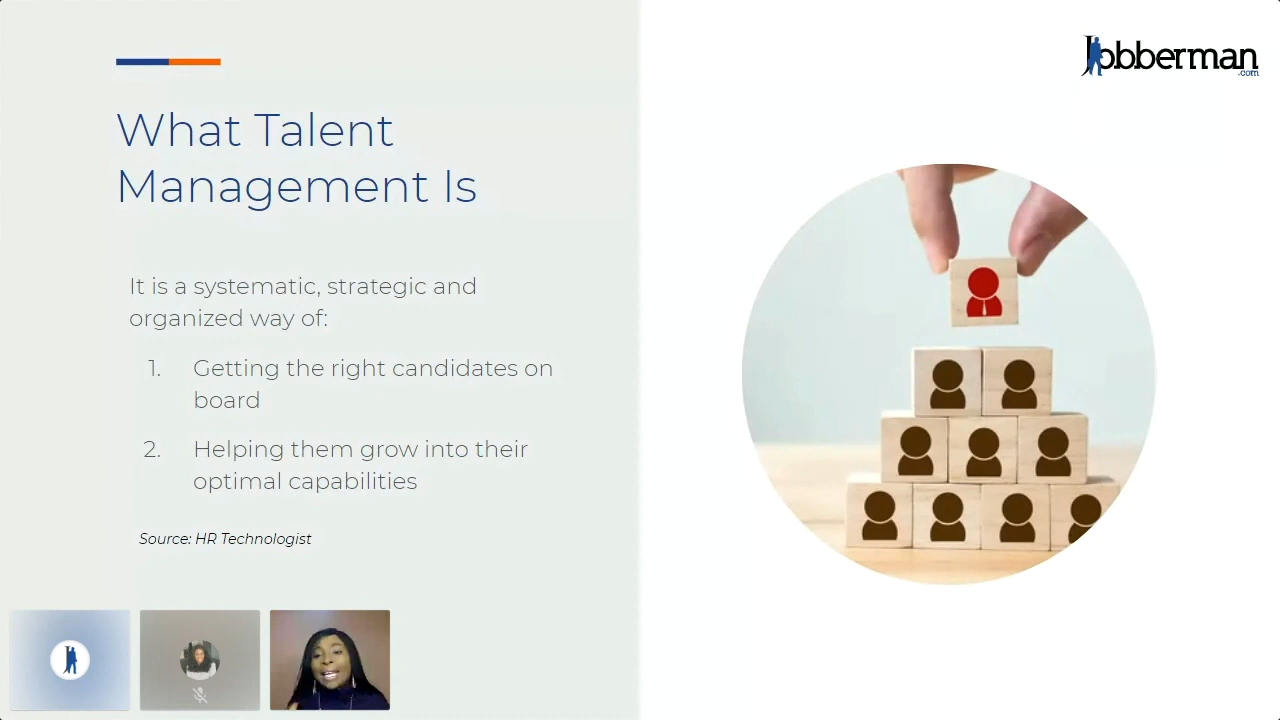 Jobberman
.com
What Talent
Management Is
It is a systematic, strategic and
organized way of:
1. Getting the right candidates on
board
2. Helping them grow into their
optimal capabilities
Source: HR Technologist